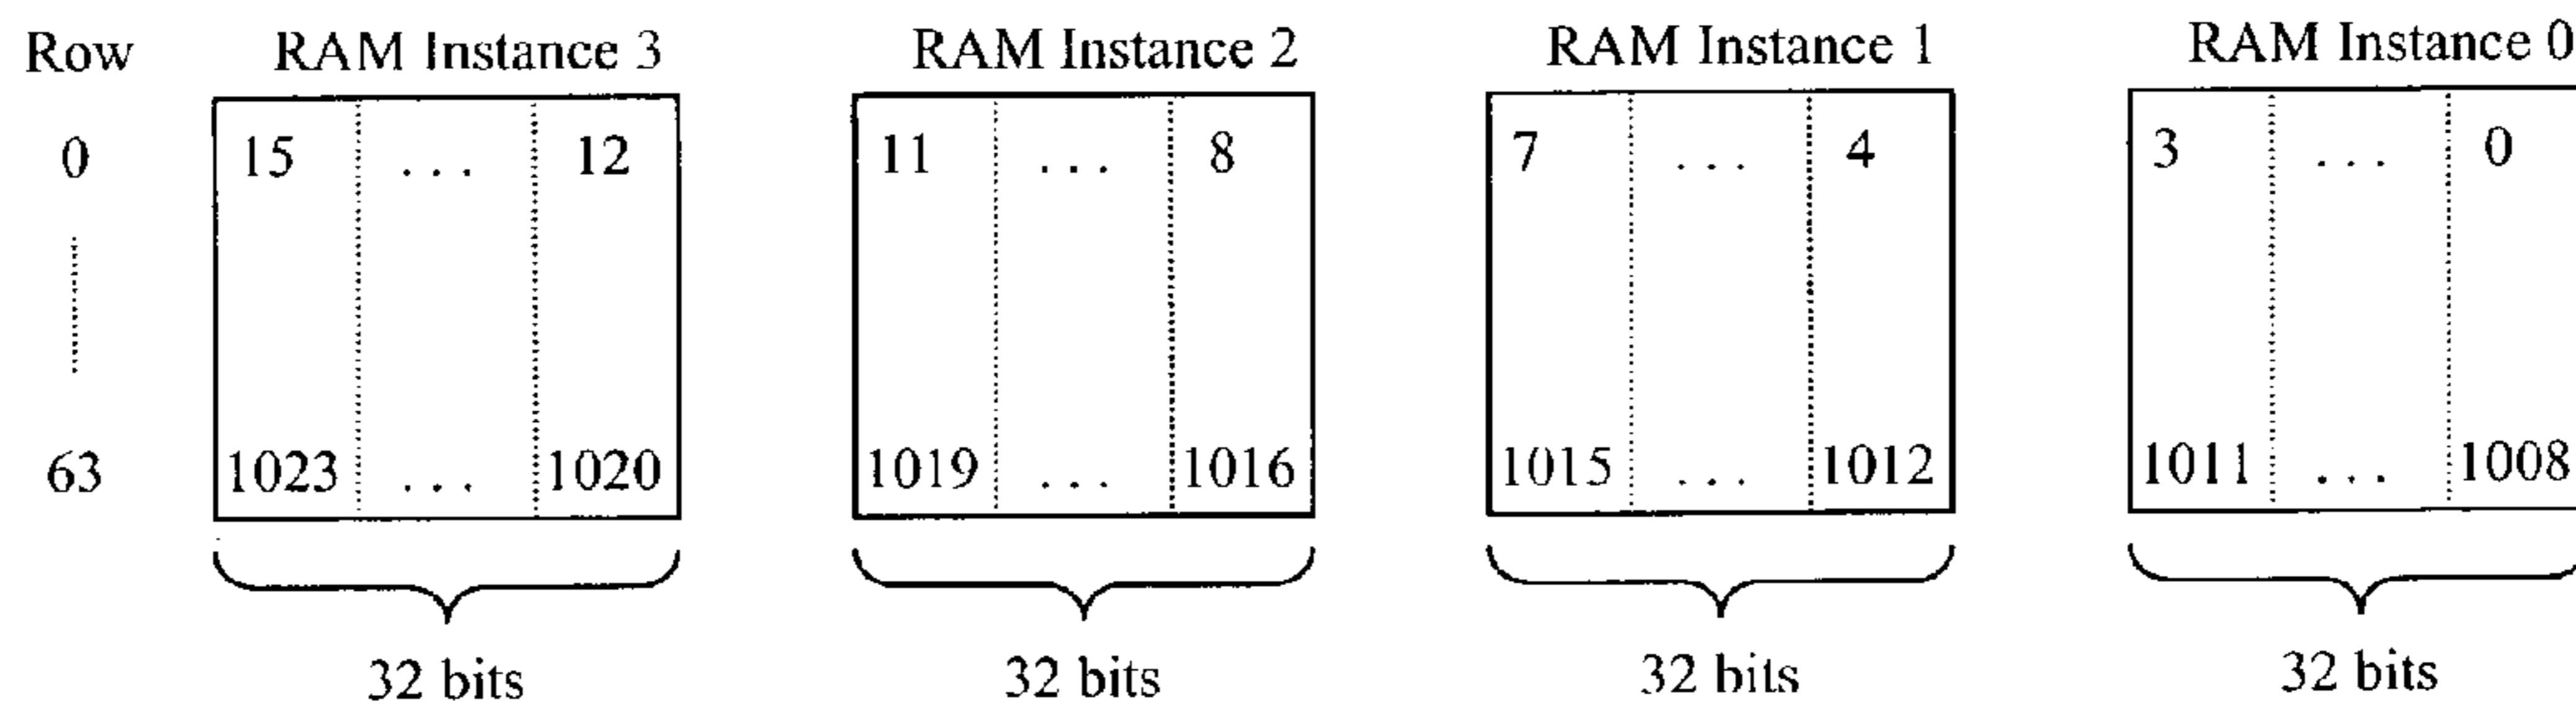 Row RAM Instance 3 RAM Instance 2 RAM Instance 1 RAM Instance 0
0 15 ... 12 11 ... 8 7 ... 4 3 ... 0
63 1023 ... 1020 1019 ... 1016 1015 ... 1012 1011 ... 1008
32 bits 32 bits 32 bits 32 bits